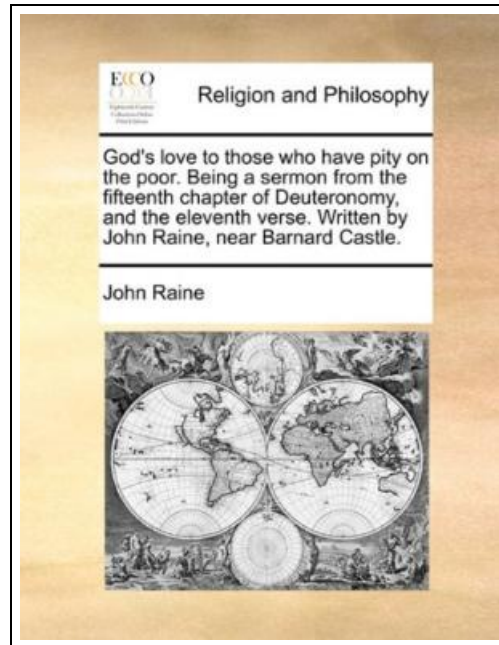 ECCO
Religion and Philosophy
God's love to those who have pity on
the poor. Being a sermon from the
fifteenth chapter of Deuteronomy,
and the eleventh verse. Written by
John Raine, near Barnard Castle.
John Raine